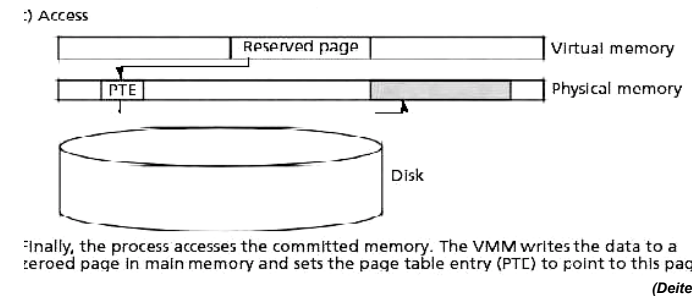 :) Access
Reserved page
Virtual memory
PTE
Physical memory
Disk
Finally, the process accesses the committed memory. The VMM writes the data to a
zeroed page in main memory and sets the page table entry (PTE) to point to this pag
(Deite